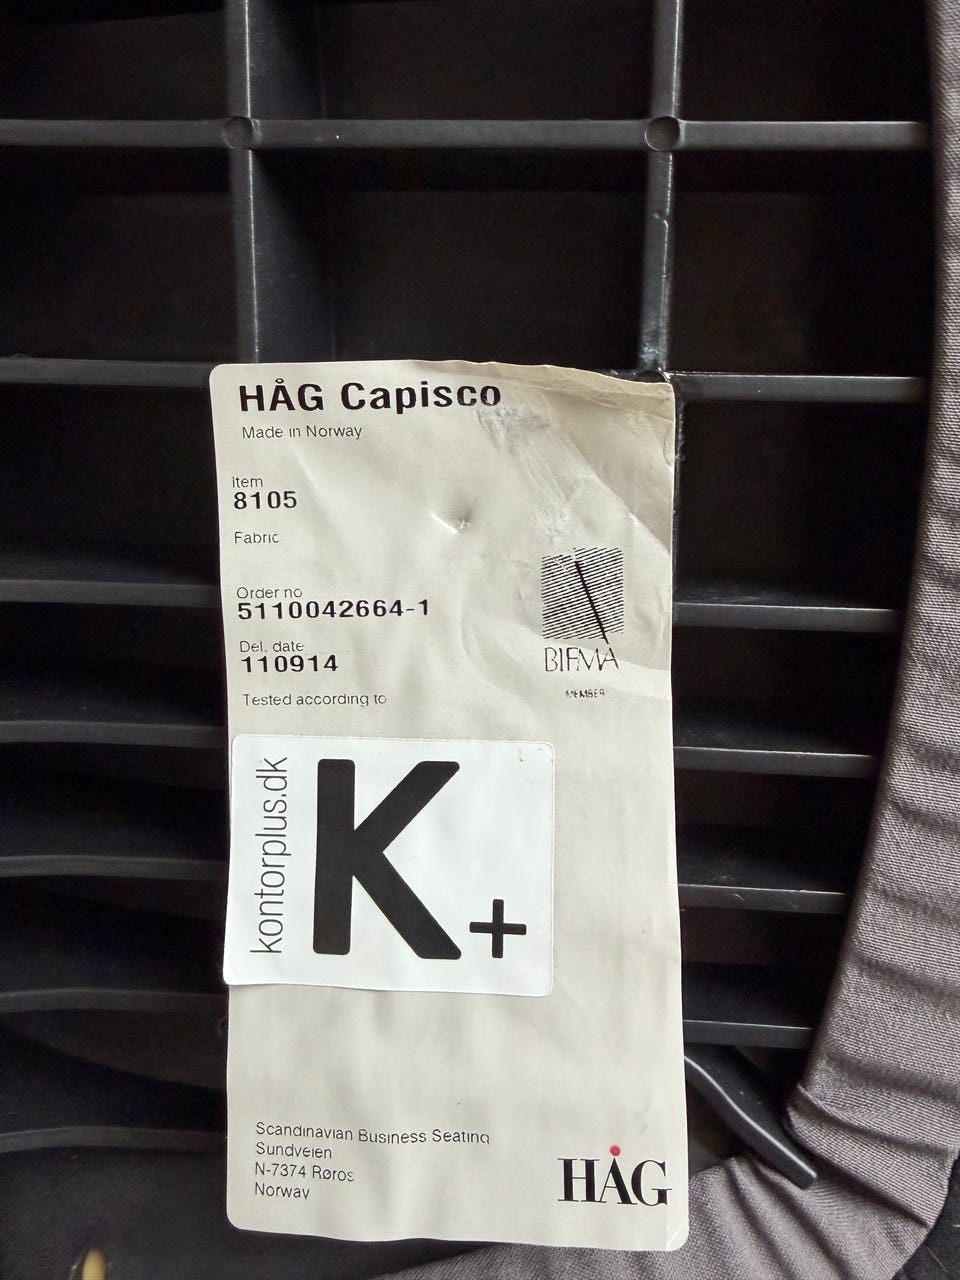 HÅG Capisco
Made in Norway
Item
8105
Fabric
Order no
5110042664-1
Del. date
110914
Tested according to
BIFMA
MEMBER
kontorplus.dk
K+
Scandinavian Business Seating
Sundveien
N-7374 Røros
Norway
HÅG